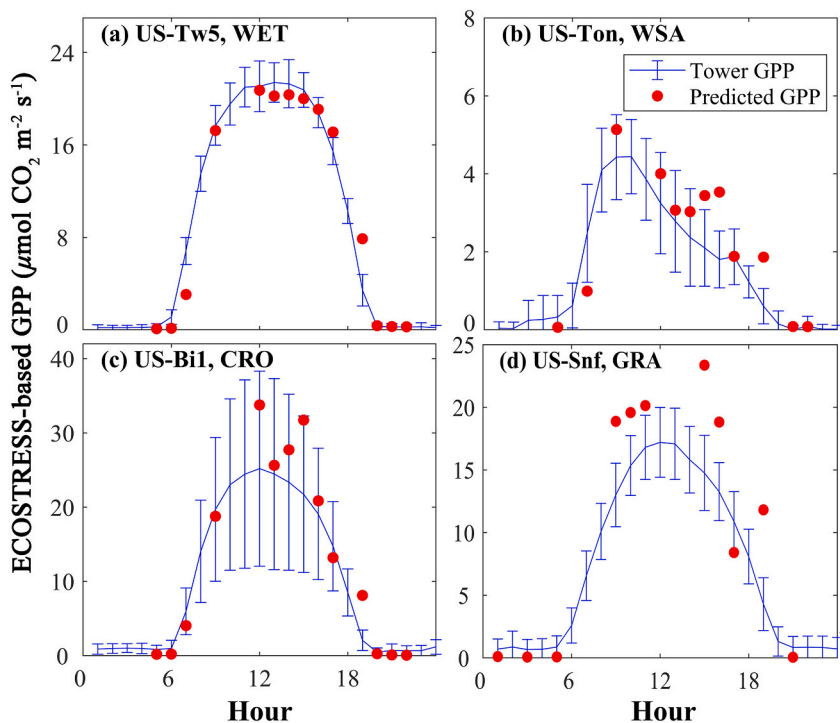 (a) US-Tw5, WET
(b) US-Ton, WSA
Tower GPP
Predicted GPP
24
16
8
0
8
6
4
2
0
ECOSTRESS-based GPP (μmol CO₂ m⁻² s⁻¹)
(c) US-Bi1, CRO
(d) US-Snf, GRA
40
30
20
10
0
25
20
15
10
5
0
0 6 12 18
0 6 12 18
Hour
Hour